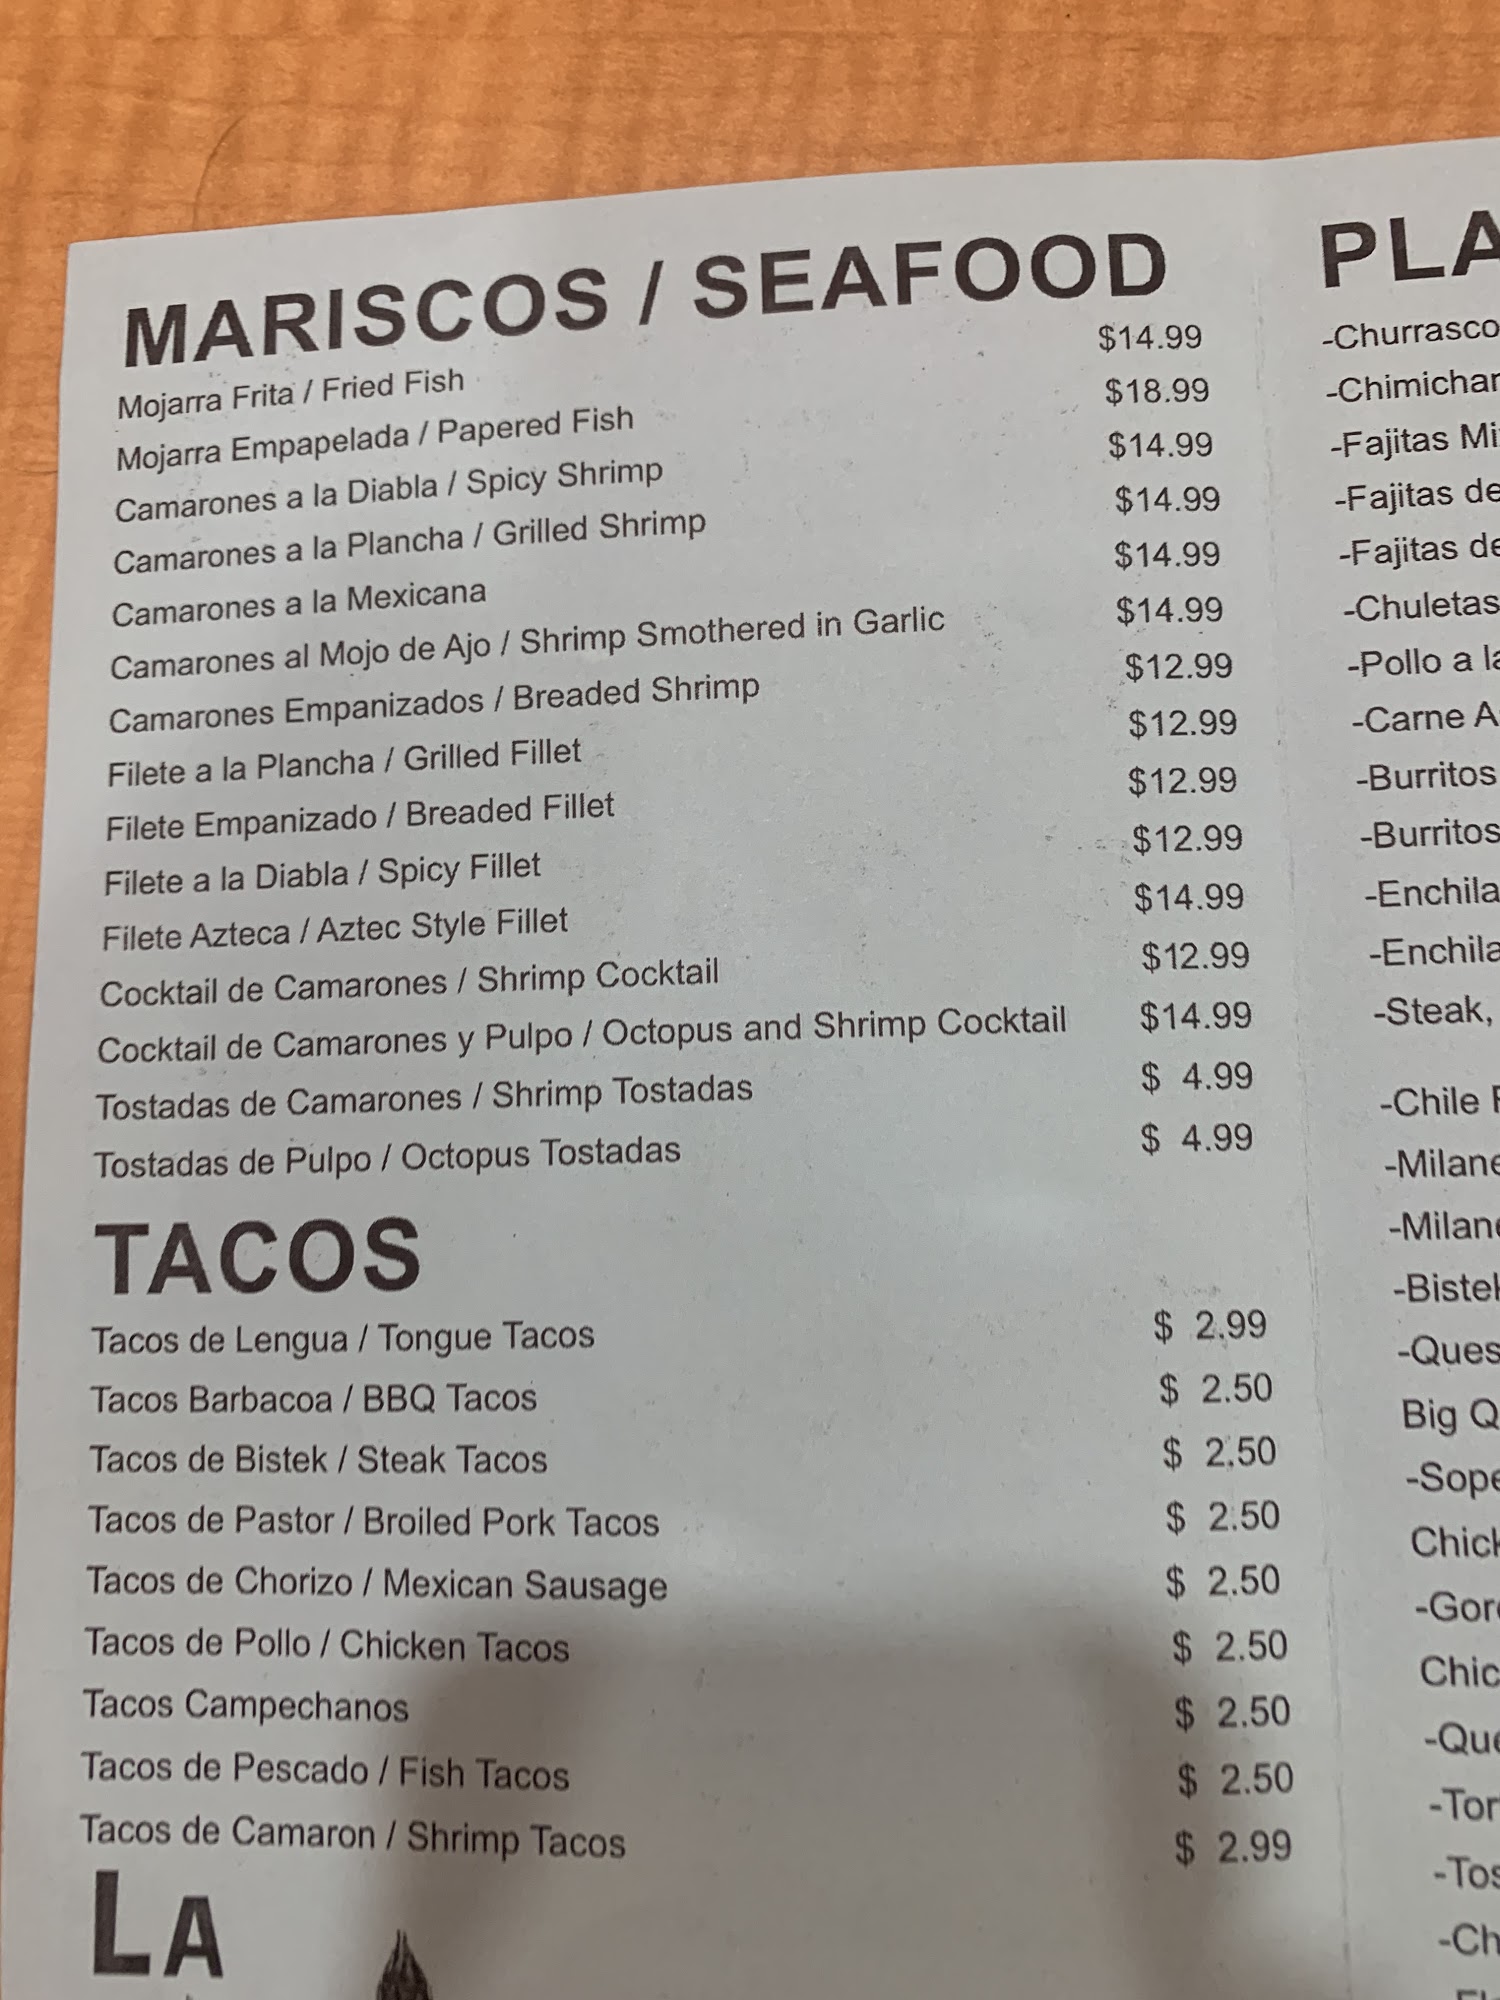 MARISCOS / SEAFOOD
Mojarra Frita / Fried Fish $14.99
Mojarra Empapelada / Papered Fish $18.99
Camarones a la Diabla / Spicy Shrimp $14.99
Camarones a la Plancha / Grilled Shrimp $14.99
Camarones a la Mexicana $14.99
Camarones al Mojo de Ajo / Shrimp Smothered in Garlic $14.99
Camarones Empanizados / Breaded Shrimp $12.99
Filete a la Plancha / Grilled Fillet $12.99
Filete Empanizado / Breaded Fillet $12.99
Filete a la Diabla / Spicy Fillet $12.99
Filete Azteca / Aztec Style Fillet $14.99
Cocktail de Camarones / Shrimp Cocktail $12.99
Cocktail de Camarones y Pulpo / Octopus and Shrimp Cocktail $14.99
Tostadas de Camarones / Shrimp Tostadas $ 4.99
Tostadas de Pulpo / Octopus Tostadas $ 4.99
TACOS
Tacos de Lengua / Tongue Tacos $ 2.99
Tacos Barbacoa / BBQ Tacos $ 2.50
Tacos de Bistek / Steak Tacos $ 2.50
Tacos de Pastor / Broiled Pork Tacos $ 2.50
Tacos de Chorizo / Mexican Sausage $ 2.50
Tacos de Pollo / Chicken Tacos $ 2.50
Tacos Campechanos $ 2.50
Tacos de Pescado / Fish Tacos $ 2.50
Tacos de Camaron / Shrimp Tacos $ 2.99
LA
PLA
-Churrasco
-Chimichan
-Fajitas Mi
-Fajitas de
-Fajitas de
-Chuletas
-Pollo a la
-Carne A
-Burritos
-Burritos
-Enchila
-Enchila
-Steak,
-Chile
-Milane
-Milane
-Bistek
-Ques
Big Q
-Sope
Chick
-Gor
Chic
-Que
-Tor
-Tos
-Ch